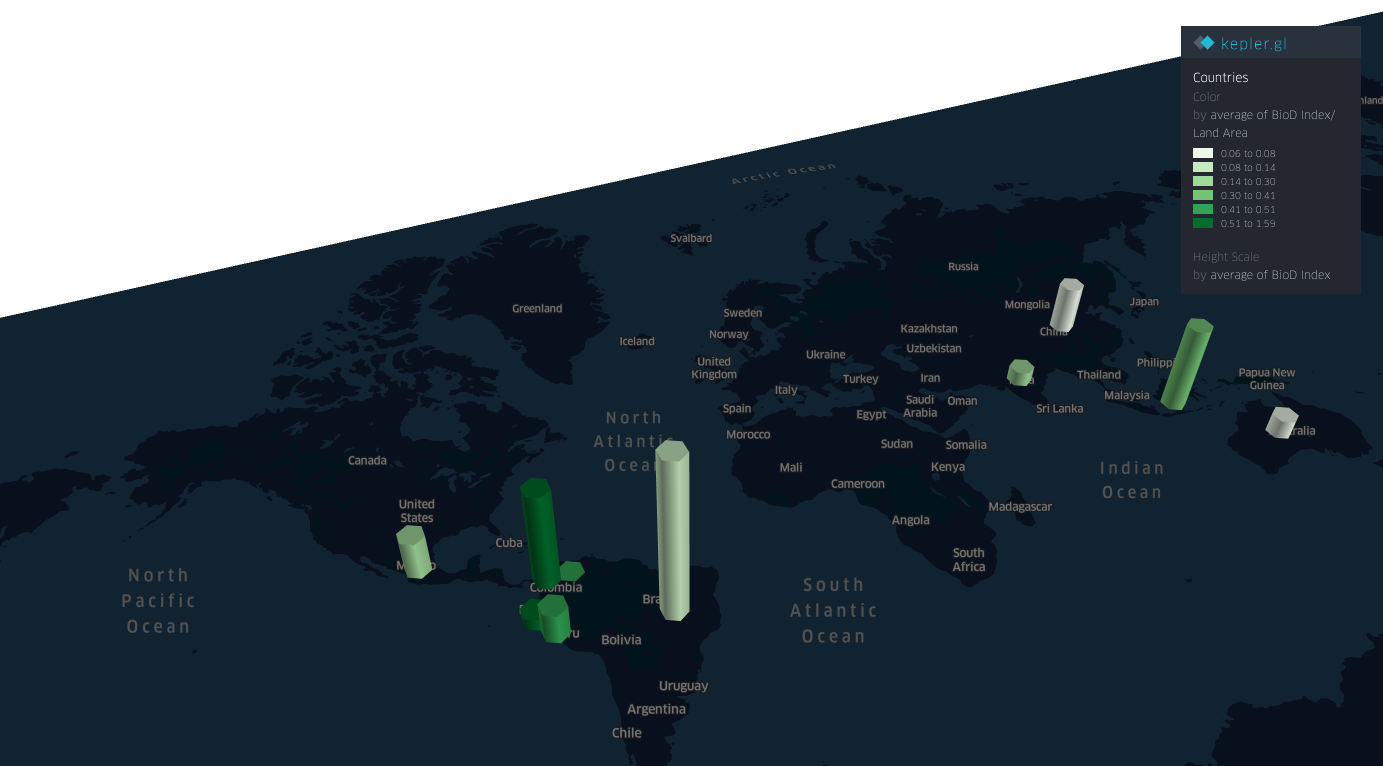 kepler.gl
Countries
Color
by average of BioD Index/
Land Area
0.06 to 0.08
0.08 to 0.14
0.14 to 0.30
0.30 to 0.41
0.41 to 0.51
0.51 to 1.59
Height Scale
by average of BioD Index
Arctic Ocean
Svalbard
Russia
Greenland
Mongolia
Japan
Sweden
Iceland
Norway
Kazakhstan
China
Uzbekistan
Ukraine
United
Kingdom
Philippi
Thailand
Papua New
Guinea
Turkey
Iran
Italy
Malaysia
Saudi
Arabia
Oman
Sri Lanka
Spain
Egypt
North
Atlantic
Ocean
Morocco
ralia
Sudan
Somalia
Canada
Mali
Kenya
Indian
Ocean
Cameroon
United
States
Madagascar
Angola
Cuba
South
Africa
North
Pacific
Ocean
Colombia
South
Atlantic
Ocean
Bra
ru
Bolivia
Uruguay
Argentina
Chile